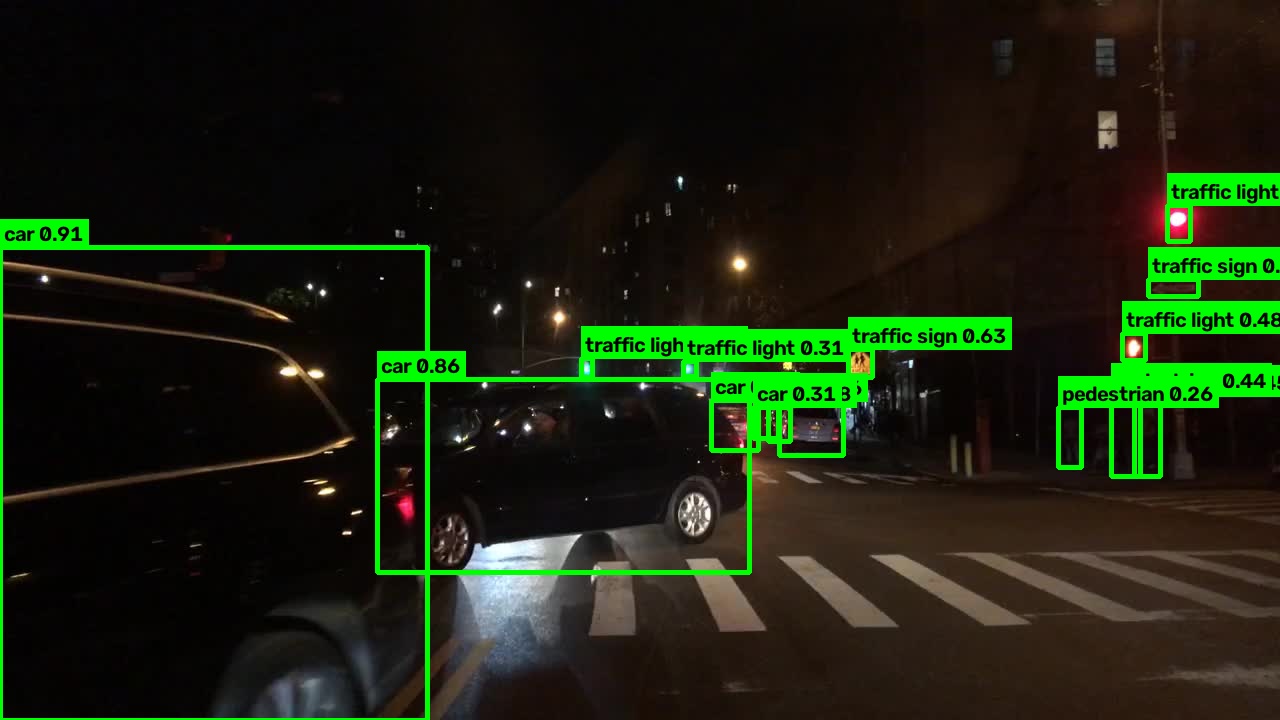 traffic light
car 0.91
traffic sign 0.
traffic light 0.48
traffic sign 0.63
traffic ligh
traffic light 0.31
car 0.86
0.44
car
car 0.31
pedestrian 0.26